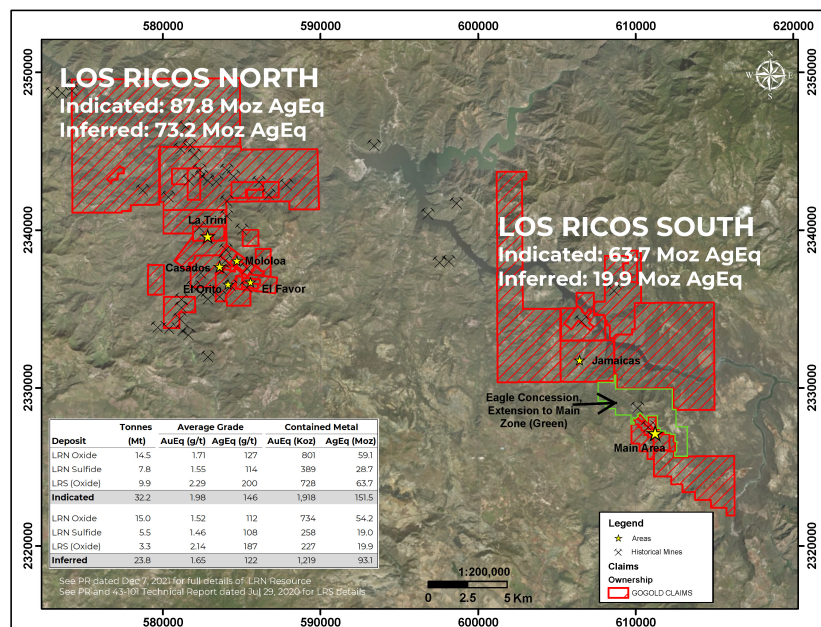 580000 590000 600000 610000 620000
2350000
2340000
2330000
2320000
2350000
2340000
2330000
2320000
N
W E
S
LOS RICOS NORTH
Indicated: 87.8 Moz AgEq
Inferred: 73.2 Moz AgEq
La Trini
Mololoa
Casados
El Orito
El Favor
LOS RICOS SOUTH
Indicated: 63.7 Moz AgEq
Inferred: 19.9 Moz AgEq
Jamaicas
Eagle Concession,
Extension to Main
Zone (Green)
Main Area
Tonnes Average Grade Contained Metal
Deposit (Mt) AuEq (g/t) AgEq (g/t) AuEq (Koz) AgEq (Moz)
LRN Oxide 14.5 1.71 127 801 59.1
LRN Sulfide 7.8 1.55 114 389 28.7
LRS (Oxide) 9.9 2.29 200 728 63.7
Indicated 32.2 1.98 146 1,918 151.5
LRN Oxide 15.0 1.52 112 734 54.2
LRN Sulfide 5.5 1.46 108 258 19.0
LRS (Oxide) 3.3 2.14 187 227 19.9
Inferred 23.8 1.65 122 1,219 93.1
See PR dated Dec 7, 2021 for full details of LRN Resource
See PR and 43-101 Technical Report dated Jul 29, 2020 for LRS details
1:200,000
0 2.5 5 Km
Legend
Areas
Historical Mines
Claims
Ownership
GOGOLD CLAIMS